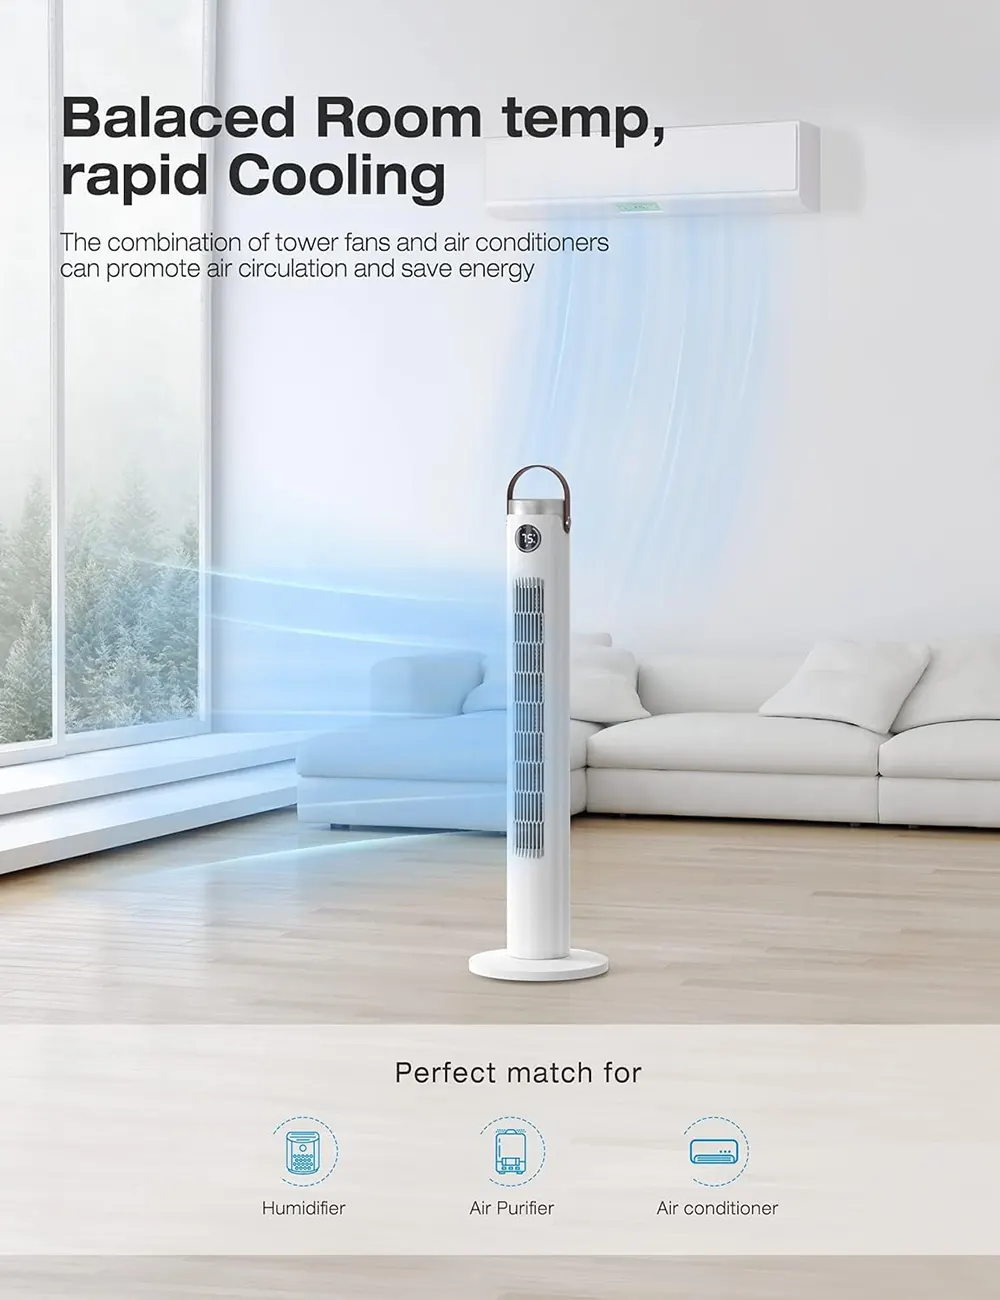 Balaced Room temp,
rapid Cooling
The combination of tower fans and air conditioners
can promote air circulation and save energy
75
Perfect match for
Humidifier
Air Purifier
Air conditioner